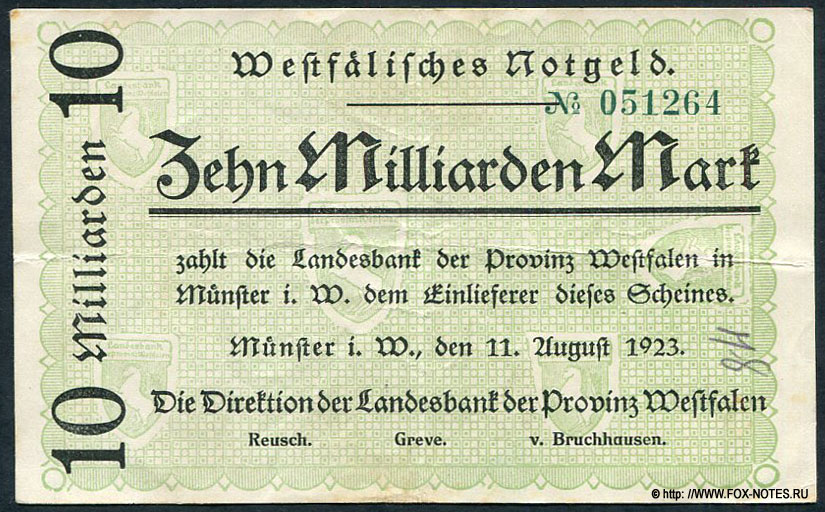 Westfälisches Notgeld.
№ 051264
10 Milliarden 10
Zehn Milliarden Mark
zahlt die Landesbank der Provinz Westfalen in
Münster i. W. dem Einlieferer dieses Scheines.
Münster i. W., den 11. August 1923.
Die Direktion der Landesbank der Provinz Westfalen
Reusch. Greve. v. Bruchhausen.
© http: //WWW.FOX-NOTES.RU